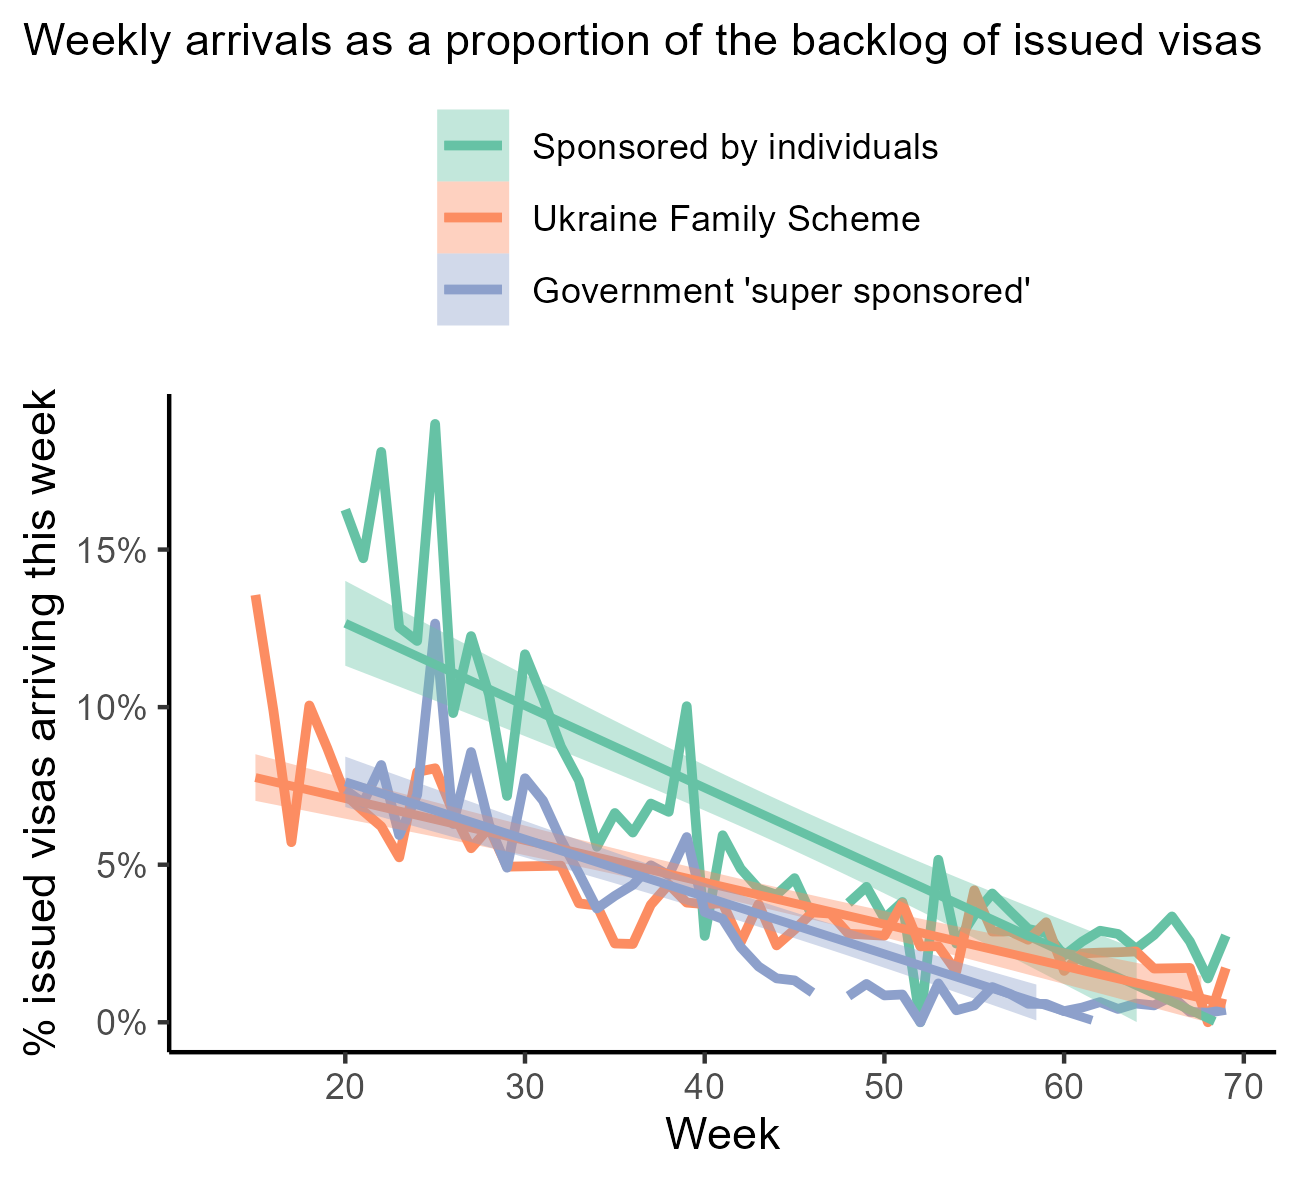 Weekly arrivals as a proportion of the backlog of issued visas
Sponsored by individuals
Ukraine Family Scheme
Government 'super sponsored'
% issued visas arriving this week
15%
10%
5%
0%
20 30 40 50 60 70
Week